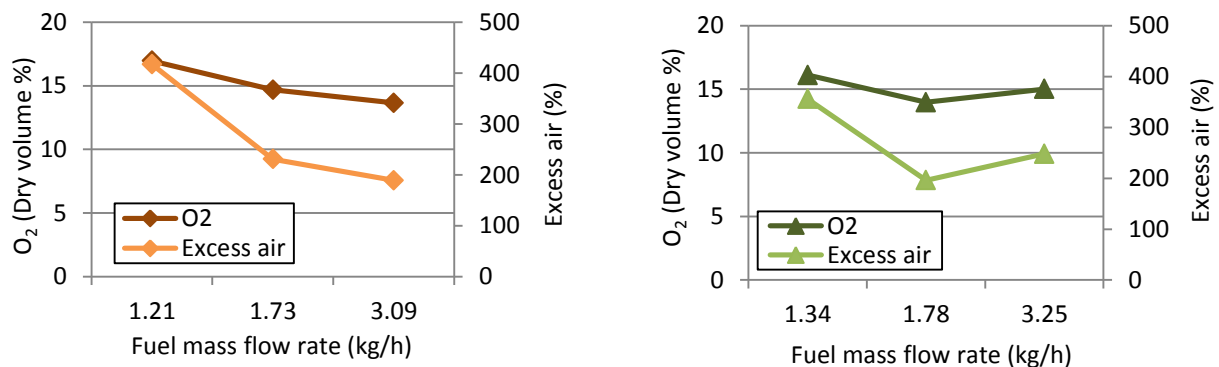 20
15
10
5
0
O₂ (Dry volume %)
500
400
300
200
100
0
Excess air (%)
O2
Excess air
1.21 1.73 3.09
Fuel mass flow rate (kg/h)
20
15
10
5
0
O₂ (Dry volume %)
500
400
300
200
100
0
Excess air (%)
O2
Excess air
1.34 1.78 3.25
Fuel mass flow rate (kg/h)